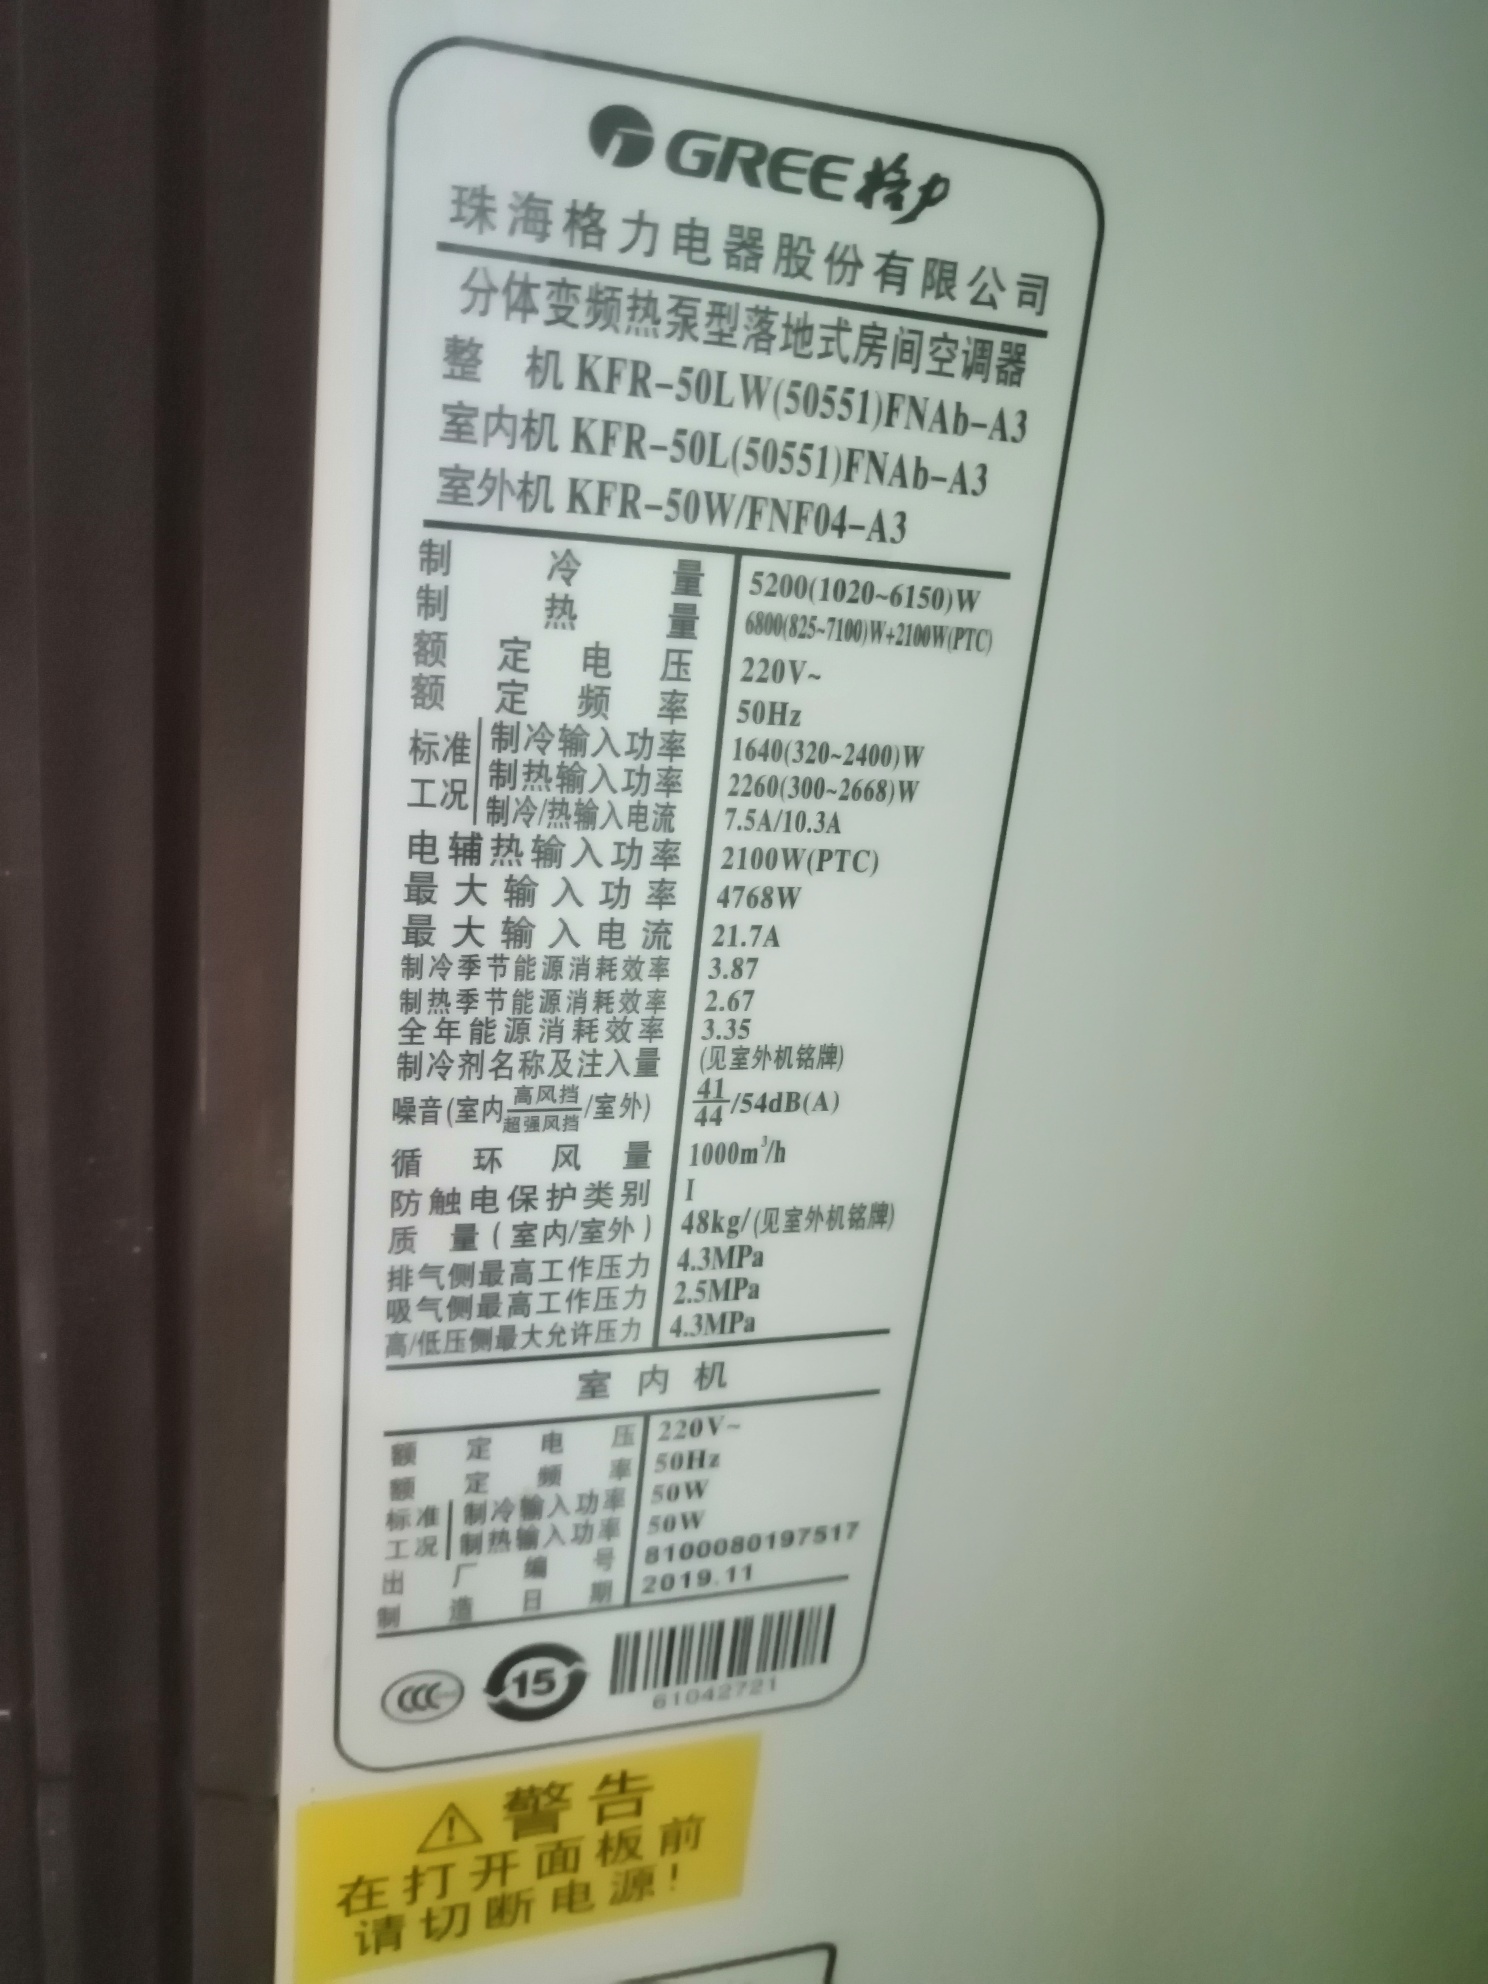 GREE格力
珠海格力电器股份有限公司
分体变频热泵型落地式房间空调器
整 机 KFR-50LW(50551)FNAb-A3
室内机 KFR-50L(50551)FNAb-A3
室外机 KFR-50W/FNF04-A3
制冷量 5200(1020~6150)W
制热量 6800(825~7100)W+2100W(PTC)
额定电压 220V~
额定频率 50Hz
标准工况 制冷输入功率 1640(320~2400)W
制热输入功率 2260(300~2668)W
制冷/热输入电流 7.5A/10.3A
电辅热输入功率 2100W(PTC)
最大输入功率 4768W
最大输入电流 21.7A
制冷季节能源消耗效率 3.87
制热季节能源消耗效率 2.67
全年能源消耗效率 3.35
制冷剂名称及注入量 (见室外机铭牌)
噪音(室内高风挡/超强风挡/室外) 41/44/54dB(A)
循环风量 1000m³/h
防触电保护类别 I
质 量(室内/室外) 48kg/(见室外机铭牌)
排气侧最高工作压力 4.3MPa
吸气侧最高工作压力 2.5MPa
高/低压侧最大允许压力 4.3MPa
室内机
额定电压 220V~
额定频率 50Hz
标准工况 制冷输入功率 50W
制热输入功率 50W
出厂编号 8100080197517
制造日期 2019.11
CCC 15
61042721
警告
在打开面板前
请切断电源!